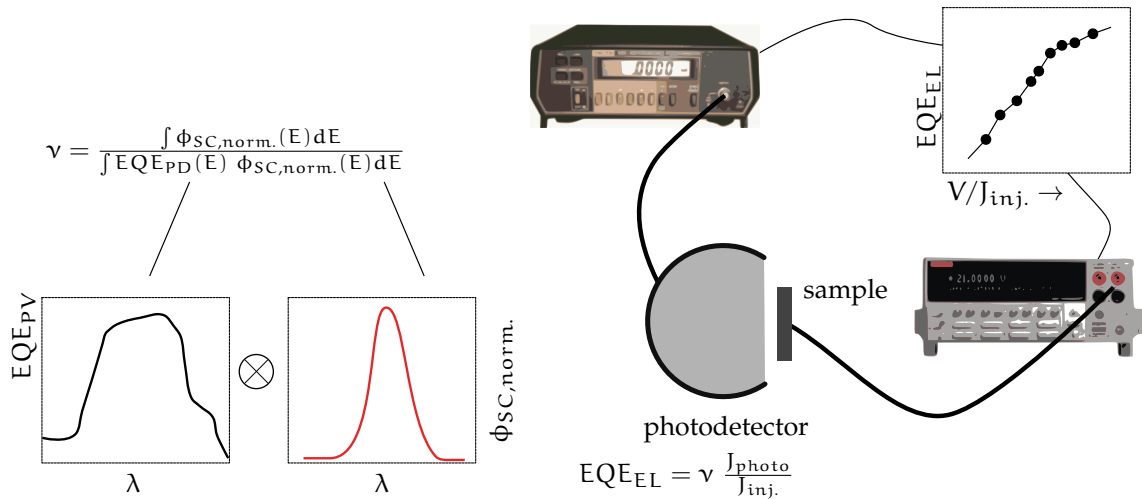 ν = ∫ ϕSC,norm.(E)dE / ∫ EQEPD(E) ϕSC,norm.(E)dE
EQEPV
λ
ϕSC,norm.
λ
0000
EQEEL
V/Jinj. →
sample
21.0000 V
photodetector
EQEEL = ν Jphoto / Jinj.